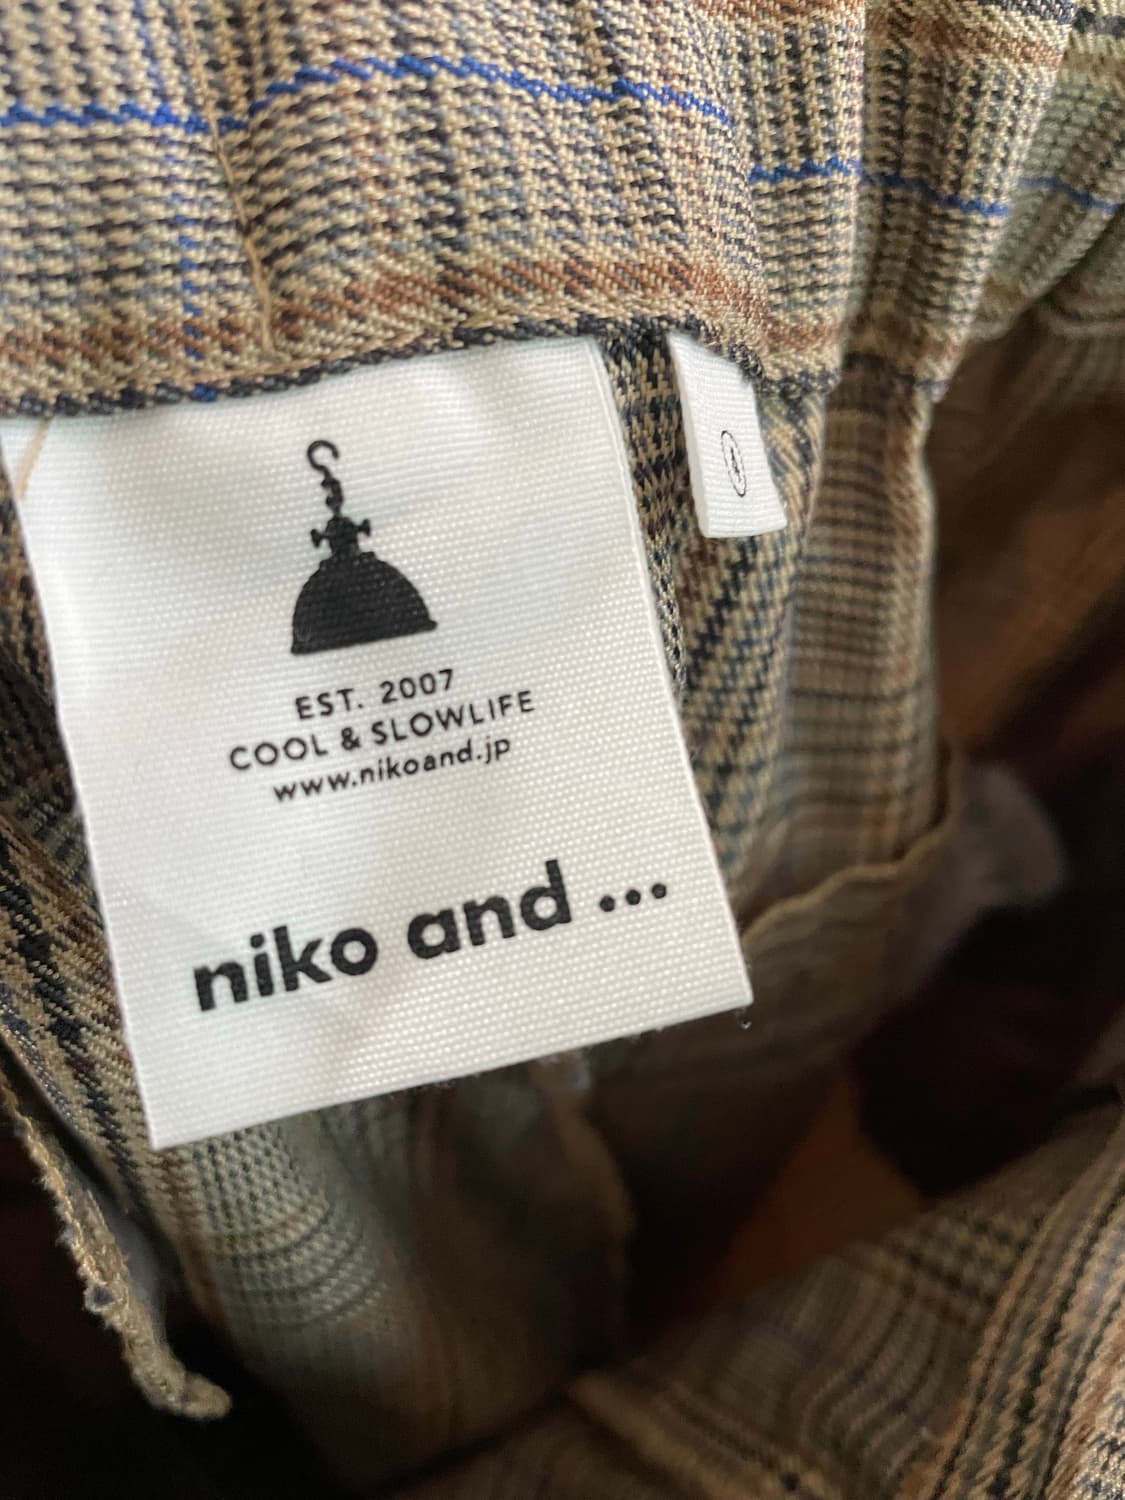 EST. 2007
COOL & SLOWLIFE
www.nikoand.jp
niko and ...